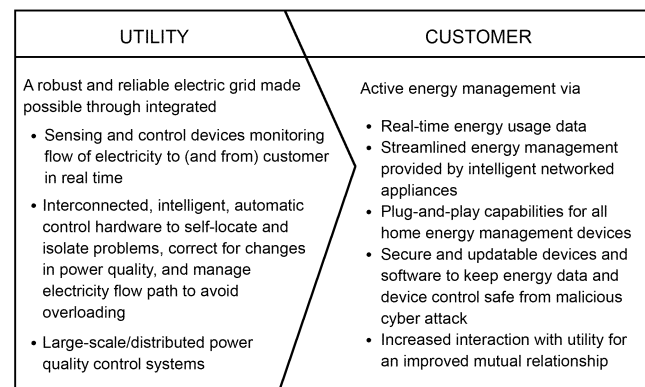 UTILITY
A robust and reliable electric grid made
possible through integrated
• Sensing and control devices monitoring
flow of electricity to (and from) customer
in real time
• Interconnected, intelligent, automatic
control hardware to self-locate and
isolate problems, correct for changes
in power quality, and manage
electricity flow path to avoid
overloading
• Large-scale/distributed power
quality control systems
CUSTOMER
Active energy management via
• Real-time energy usage data
• Streamlined energy management
provided by intelligent networked
appliances
• Plug-and-play capabilities for all
home energy management devices
• Secure and updatable devices and
software to keep energy data and
device control safe from malicious
cyber attack
• Increased interaction with utility for
an improved mutual relationship